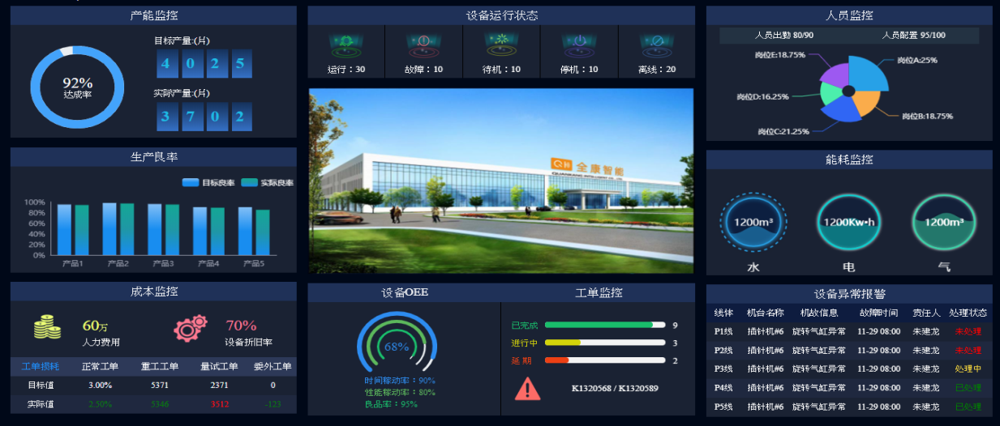 产能监控
92%
达成率
目标产量:(片)
4 0 2 5
实际产量:(片)
3 7 0 2
生产良率
目标良率 实际良率
100%
80%
60%
40%
20%
0%
产品1 产品2 产品3 产品4 产品5
成本监控
60万
人力费用
70%
设备折旧率
工单损耗 正常工单 重工工单 量试工单 委外工单
目标值 3.00% 5371 2371 0
实际值 2.50% 5346 3512 -123
设备运行状态
运行：30 故障：10 待机：10 停机：10 离线：20
QH 全康智能
设备OEE
68%
时间稼动率：90%
性能稼动率：80%
良品率：95%
工单监控
已完成 9
进行中 3
延期 2
K1320568 / K1320589
人员监控
人员出勤 80/90 人员配置 95/100
岗位E:18.75%
岗位A:25%
岗位D:16.25%
岗位B:18.75%
岗位C:21.25%
能耗监控
1200m³ 1200Kw•h 1200m³
水 电 气
设备异常报警
线体 机台名称 机故信息 故障时间 责任人 处理状态
P1线 插针机#6 旋转气缸异常 11-29 08:00 朱建龙 未处理
P2线 插针机#6 旋转气缸异常 11-29 08:00 朱建龙 未处理
P3线 插针机#6 旋转气缸异常 11-29 08:00 朱建龙 处理中
P4线 插针机#6 旋转气缸异常 11-29 08:00 朱建龙 已处理
P5线 插针机#6 旋转气缸异常 11-29 08:00 朱建龙 已处理